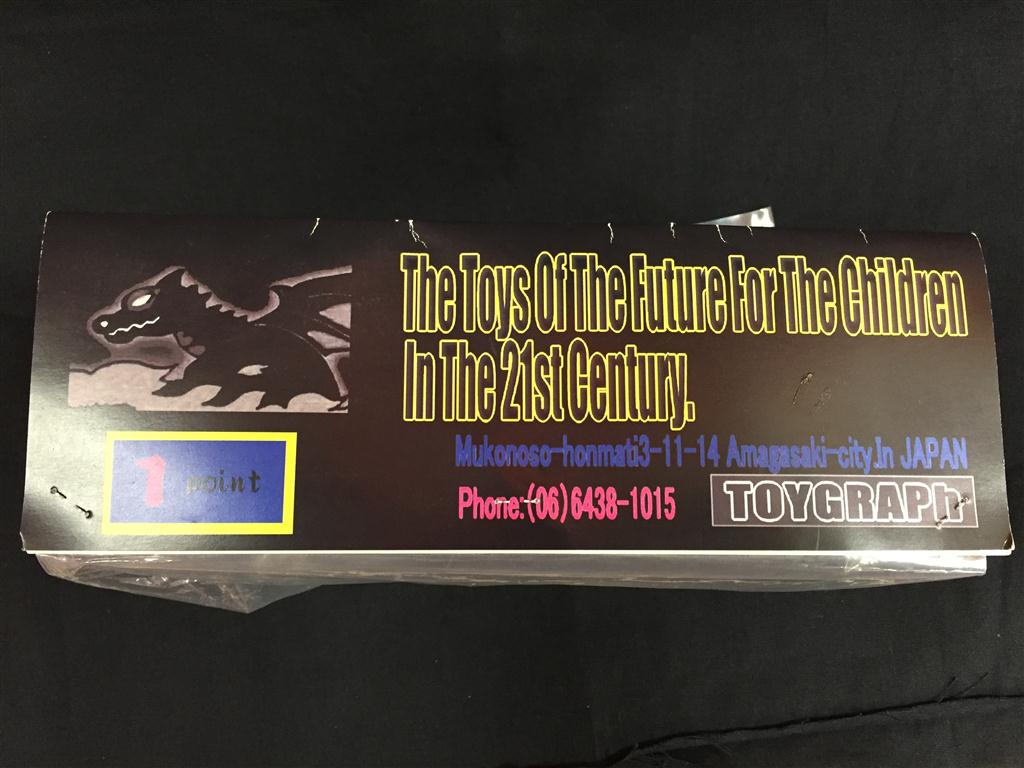 The Toys Of The Future For The Children
In The 21st Century.
Mukonoso-honmati3-11-14 Amagasaki-city.In JAPAN
Phone:(06)6438-1015
TOYGRAPh
1 point